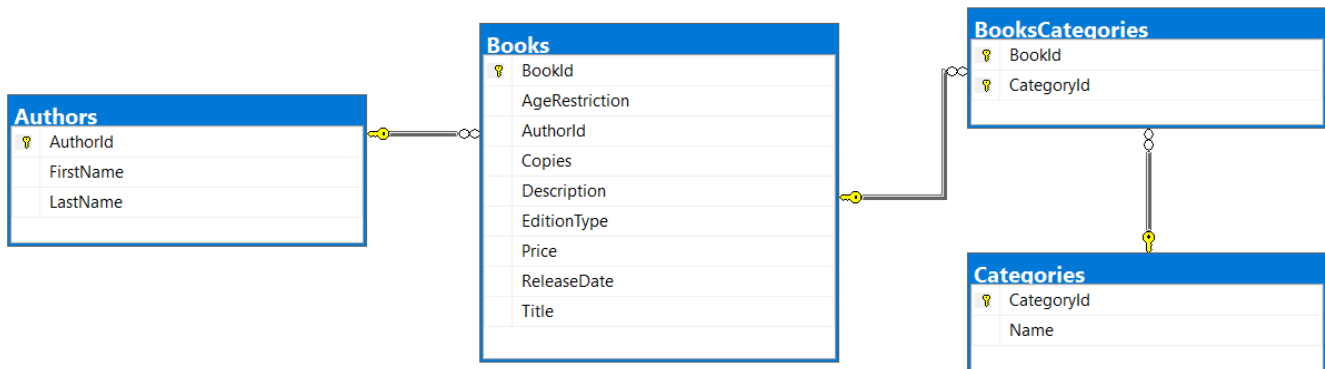 Authors
AuthorId
FirstName
LastName
Books
BookId
AgeRestriction
AuthorId
Copies
Description
EditionType
Price
ReleaseDate
Title
BooksCategories
BookId
CategoryId
Categories
CategoryId
Name